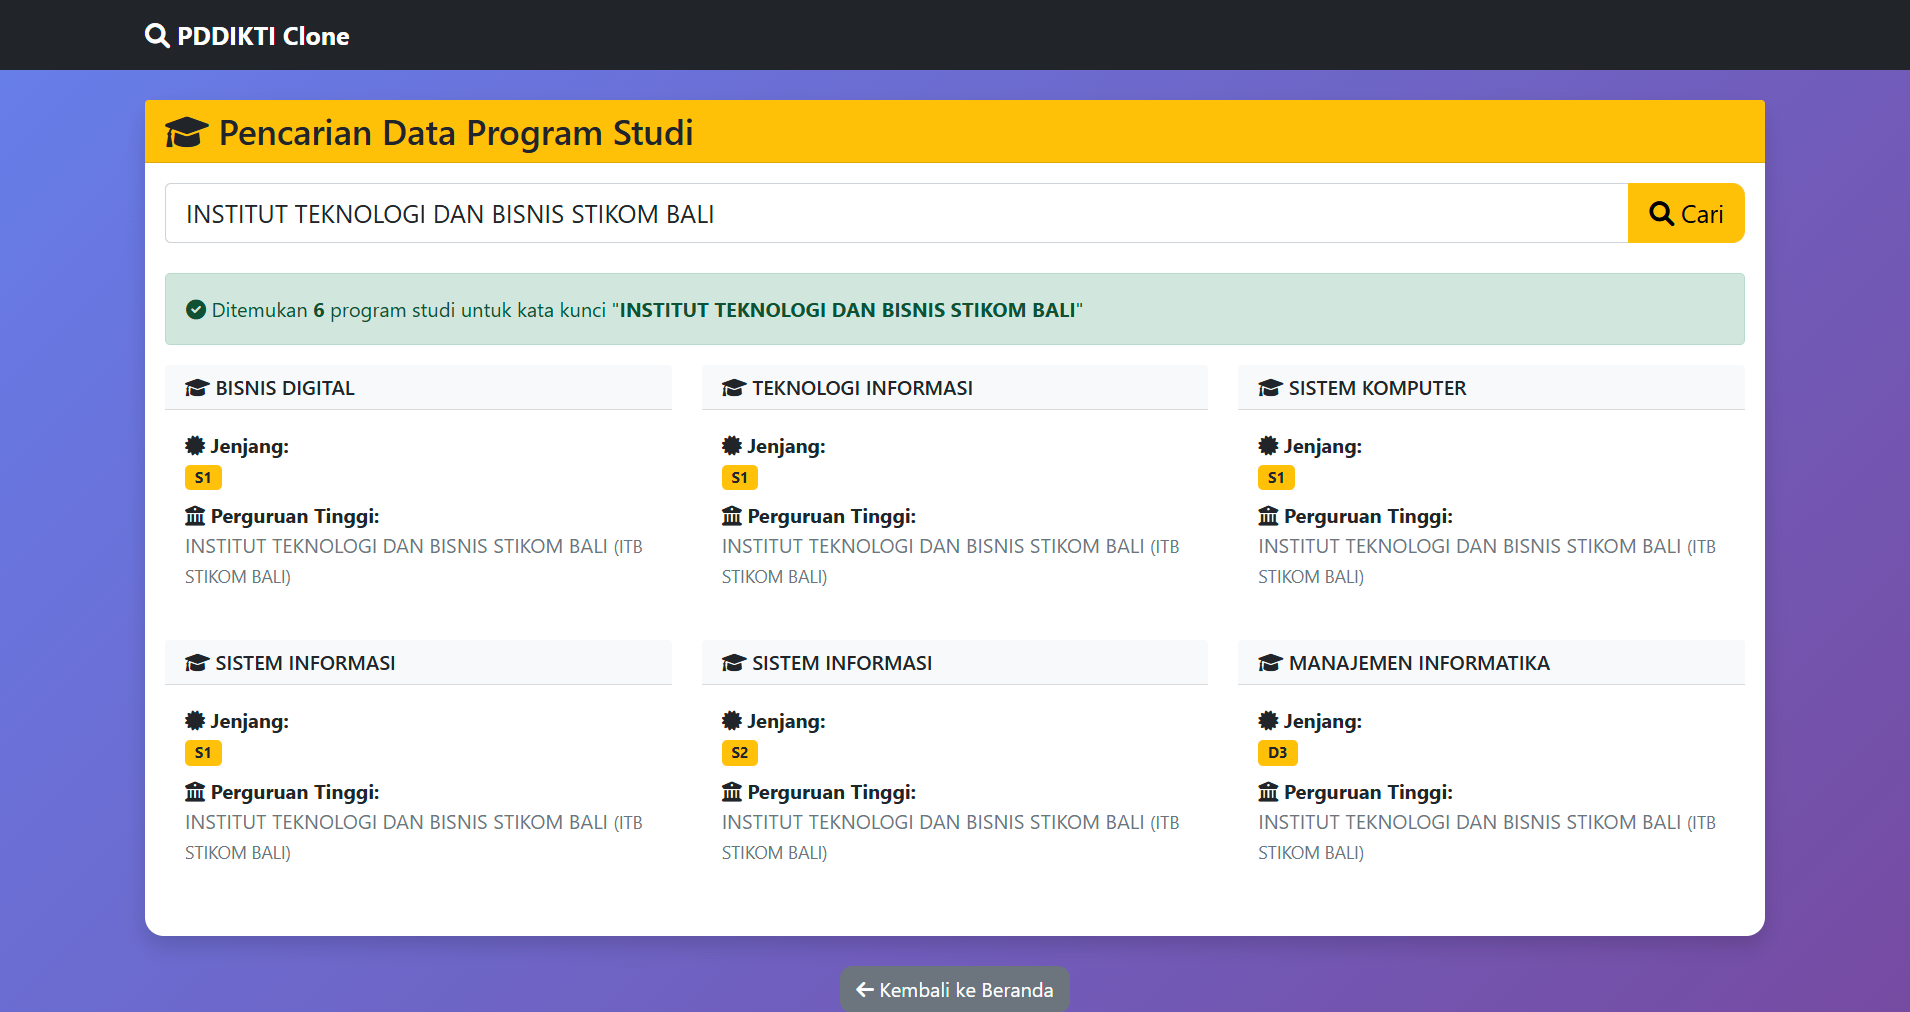 PDDIKTI Clone
Pencarian Data Program Studi
INSTITUT TEKNOLOGI DAN BISNIS STIKOM BALI
Cari
Ditemukan 6 program studi untuk kata kunci "INSTITUT TEKNOLOGI DAN BISNIS STIKOM BALI"
BISNIS DIGITAL
Jenjang:
S1
Perguruan Tinggi:
INSTITUT TEKNOLOGI DAN BISNIS STIKOM BALI (ITB
STIKOM BALI)
TEKNOLOGI INFORMASI
Jenjang:
S1
Perguruan Tinggi:
INSTITUT TEKNOLOGI DAN BISNIS STIKOM BALI (ITB
STIKOM BALI)
SISTEM KOMPUTER
Jenjang:
S1
Perguruan Tinggi:
INSTITUT TEKNOLOGI DAN BISNIS STIKOM BALI (ITB
STIKOM BALI)
SISTEM INFORMASI
Jenjang:
S1
Perguruan Tinggi:
INSTITUT TEKNOLOGI DAN BISNIS STIKOM BALI (ITB
STIKOM BALI)
SISTEM INFORMASI
Jenjang:
S2
Perguruan Tinggi:
INSTITUT TEKNOLOGI DAN BISNIS STIKOM BALI (ITB
STIKOM BALI)
MANAJEMEN INFORMATIKA
Jenjang:
D3
Perguruan Tinggi:
INSTITUT TEKNOLOGI DAN BISNIS STIKOM BALI (ITB
STIKOM BALI)
Kembali ke Beranda